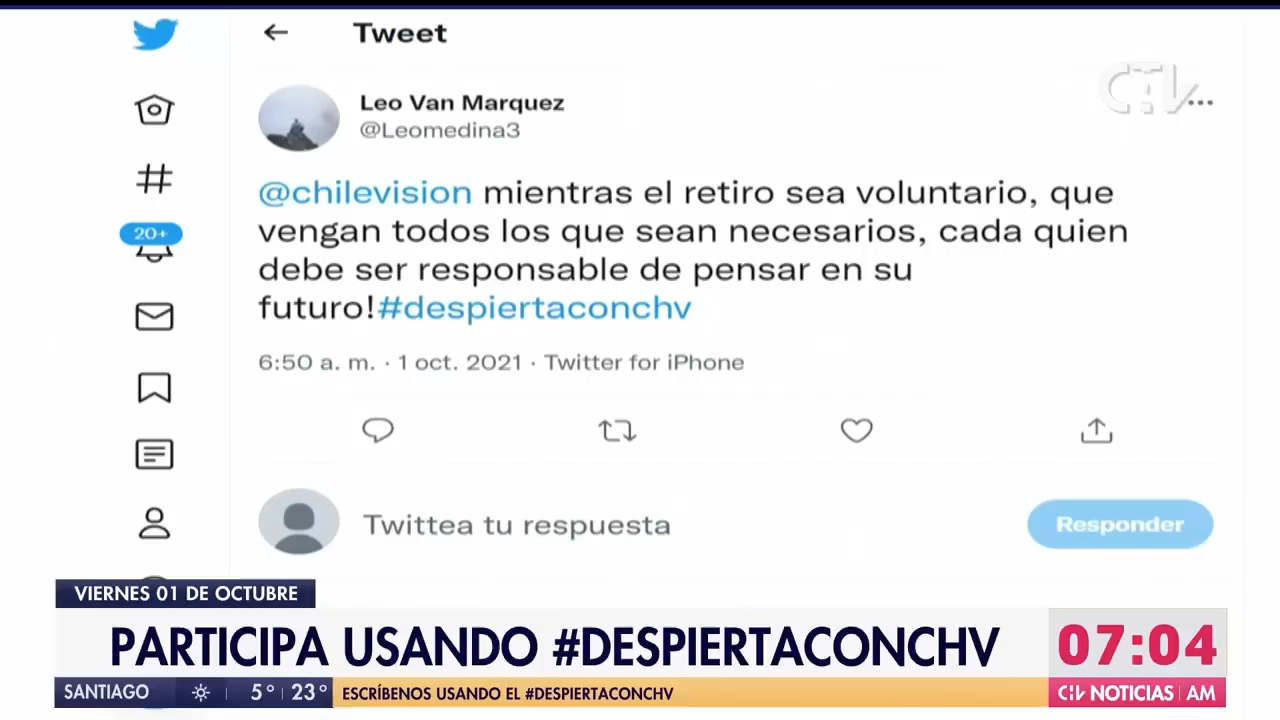 Tweet
Leo Van Marquez
@Leomedina3
CHV
...
@chilevision mientras el retiro sea voluntario, que
vengan todos los que sean necesarios, cada quien
debe ser responsable de pensar en su
futuro!#despiertaconchv
6:50 a. m. · 1 oct. 2021 · Twitter for iPhone
20+
Twittea tu respuesta
Responder
VIERNES 01 DE OCTUBRE
PARTICIPA USANDO #DESPIERTACONCHV
07:04
SANTIAGO 5° 23°
ESCRÍBENOS USANDO EL #DESPIERTACONCHV
CHV NOTICIAS AM